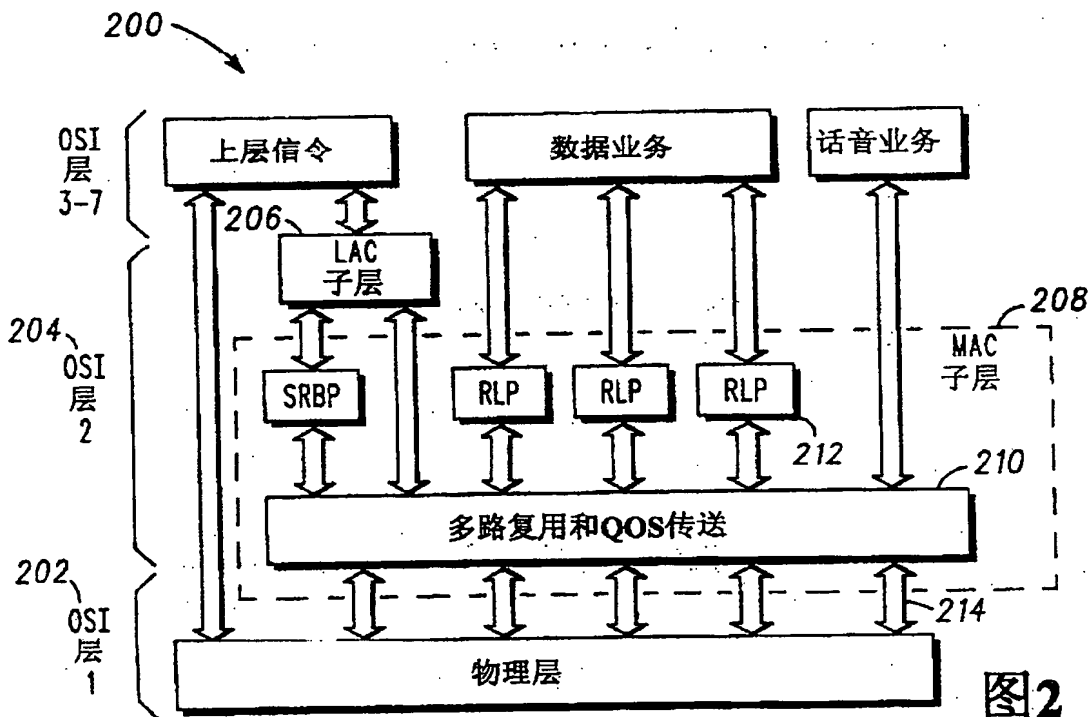 200
OSI
层
3-7
上层信令
数据业务
话音业务
206
LAC
子层
208
MAC
子层
204
OSI
层
2
SRBP
RLP
RLP
RLP
212
210
多路复用和QOS传送
202
OSI
层
1
214
物理层
图2